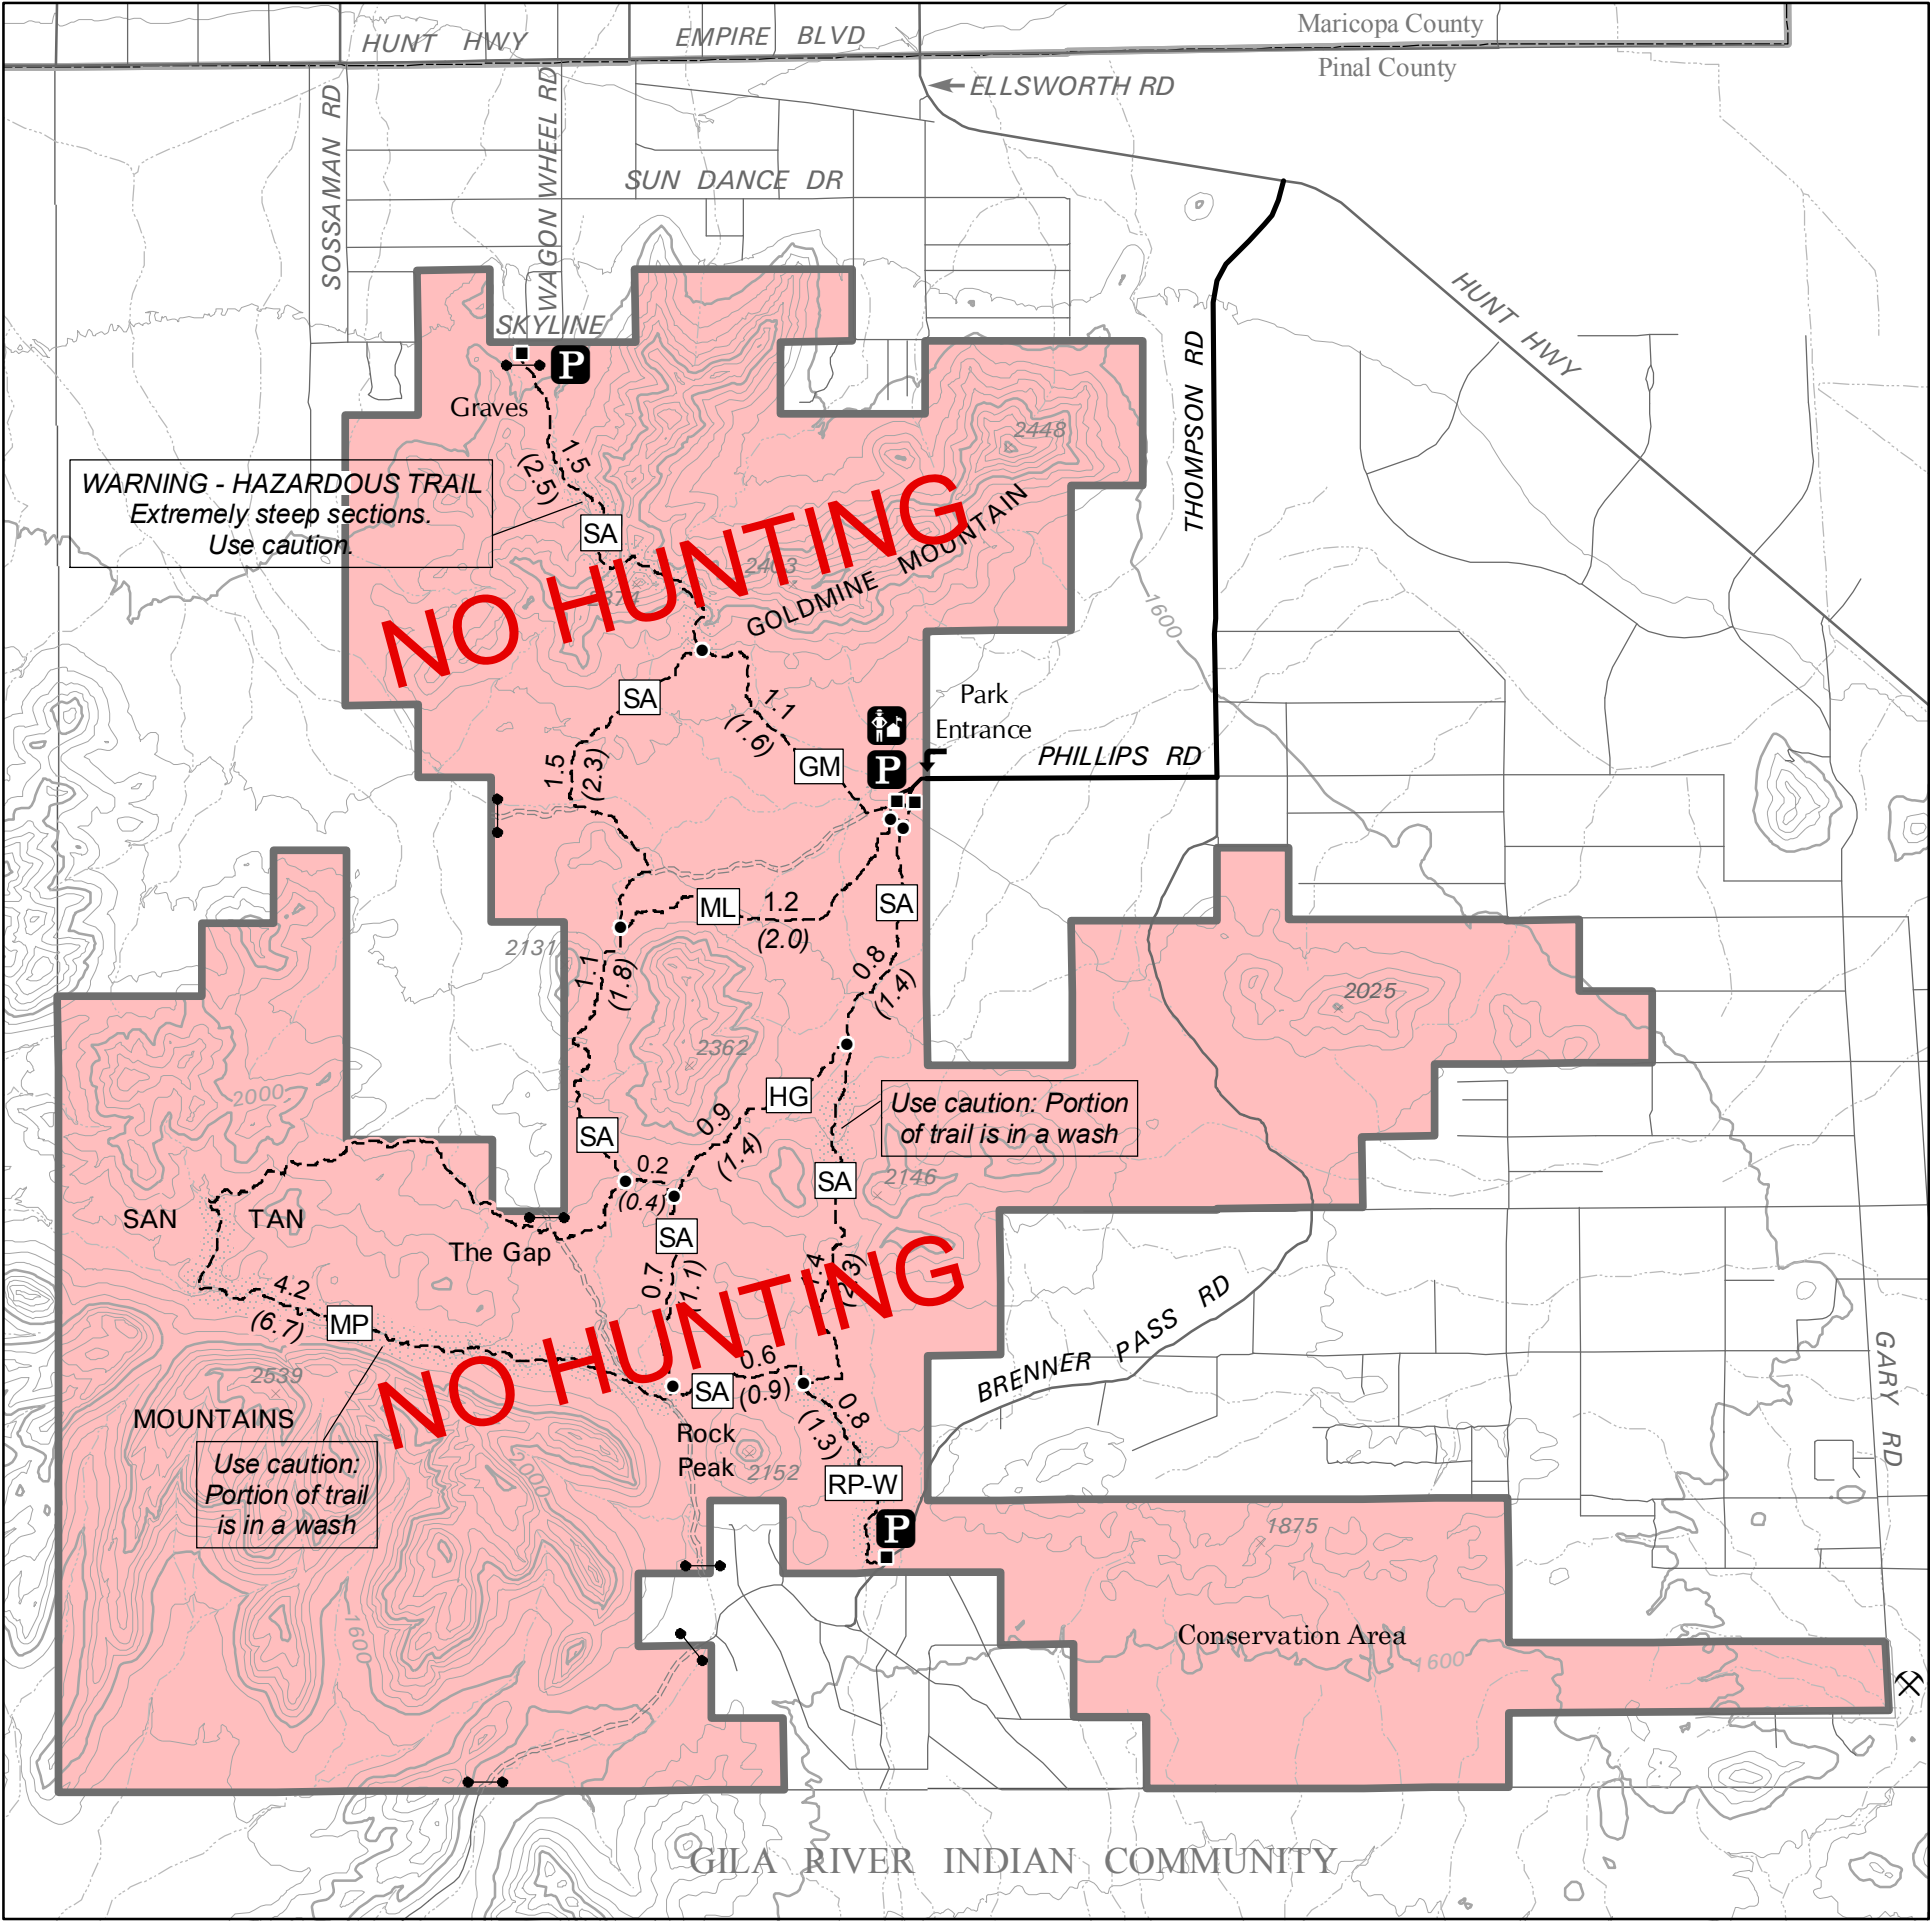 Maricopa County
HUNT HWY
EMPIRE BLVD
Pinal County
ELLSWORTH RD
SOSSAMAN RD
WAGON WHEEL RD
SUN DANCE DR
SKYLINE
P
Graves
HUNT HWY
THOMPSON RD
2448
1.5
(2.5)
WARNING - HAZARDOUS TRAIL
Extremely steep sections.
Use caution.
SA
NO HUNTING
GOLDMINE MOUNTAIN
1600
SA
1.1
(1.6)
Park
Entrance
PHILLIPS RD
GM
P
1.5
(2.3)
ML
1.2
(2.0)
SA
2131
1.1
(1.8)
0.8
(1.4)
2025
2362
2000
HG
0.9
(1.4)
Use caution: Portion
of trail is in a wash
SA
0.2
(0.4)
SA
2146
SAN TAN
The Gap
SA
0.7
(1.1)
1.4
(2.3)
4.2
(6.7)
MP
NO HUNTING
BRENNER PASS RD
GARY RD
2539
0.6
(0.9)
SA
0.8
(1.3)
MOUNTAINS
Rock
Peak
2152
Use caution:
Portion of trail
is in a wash
2000
RP-W
P
1875
1600
Conservation Area
1600
GILA RIVER INDIAN COMMUNITY